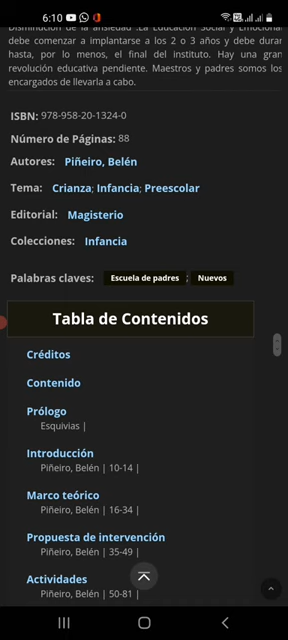 6:10
Disminución de la ansiedad .La Educación Social y Emocional
debe comenzar a implantarse a los 2 o 3 años y debe durar
hasta, por lo menos, el final del instituto. Hay una gran
revolución educativa pendiente. Maestros y padres somos los
encargados de llevarla a cabo.
ISBN: 978-958-20-1324-0
Número de Páginas: 88
Autores: Piñeiro, Belén
Tema: Crianza; Infancia; Preescolar
Editorial: Magisterio
Colecciones: Infancia
Palabras claves: Escuela de padres ; Nuevos
Tabla de Contenidos
Créditos
Contenido
Prólogo
Esquivias |
Introducción
Piñeiro, Belén | 10-14 |
Marco teórico
Piñeiro, Belén | 16-34 |
Propuesta de intervención
Piñeiro, Belén | 35-49 |
Actividades
Piñeiro, Belén | 50-81 |